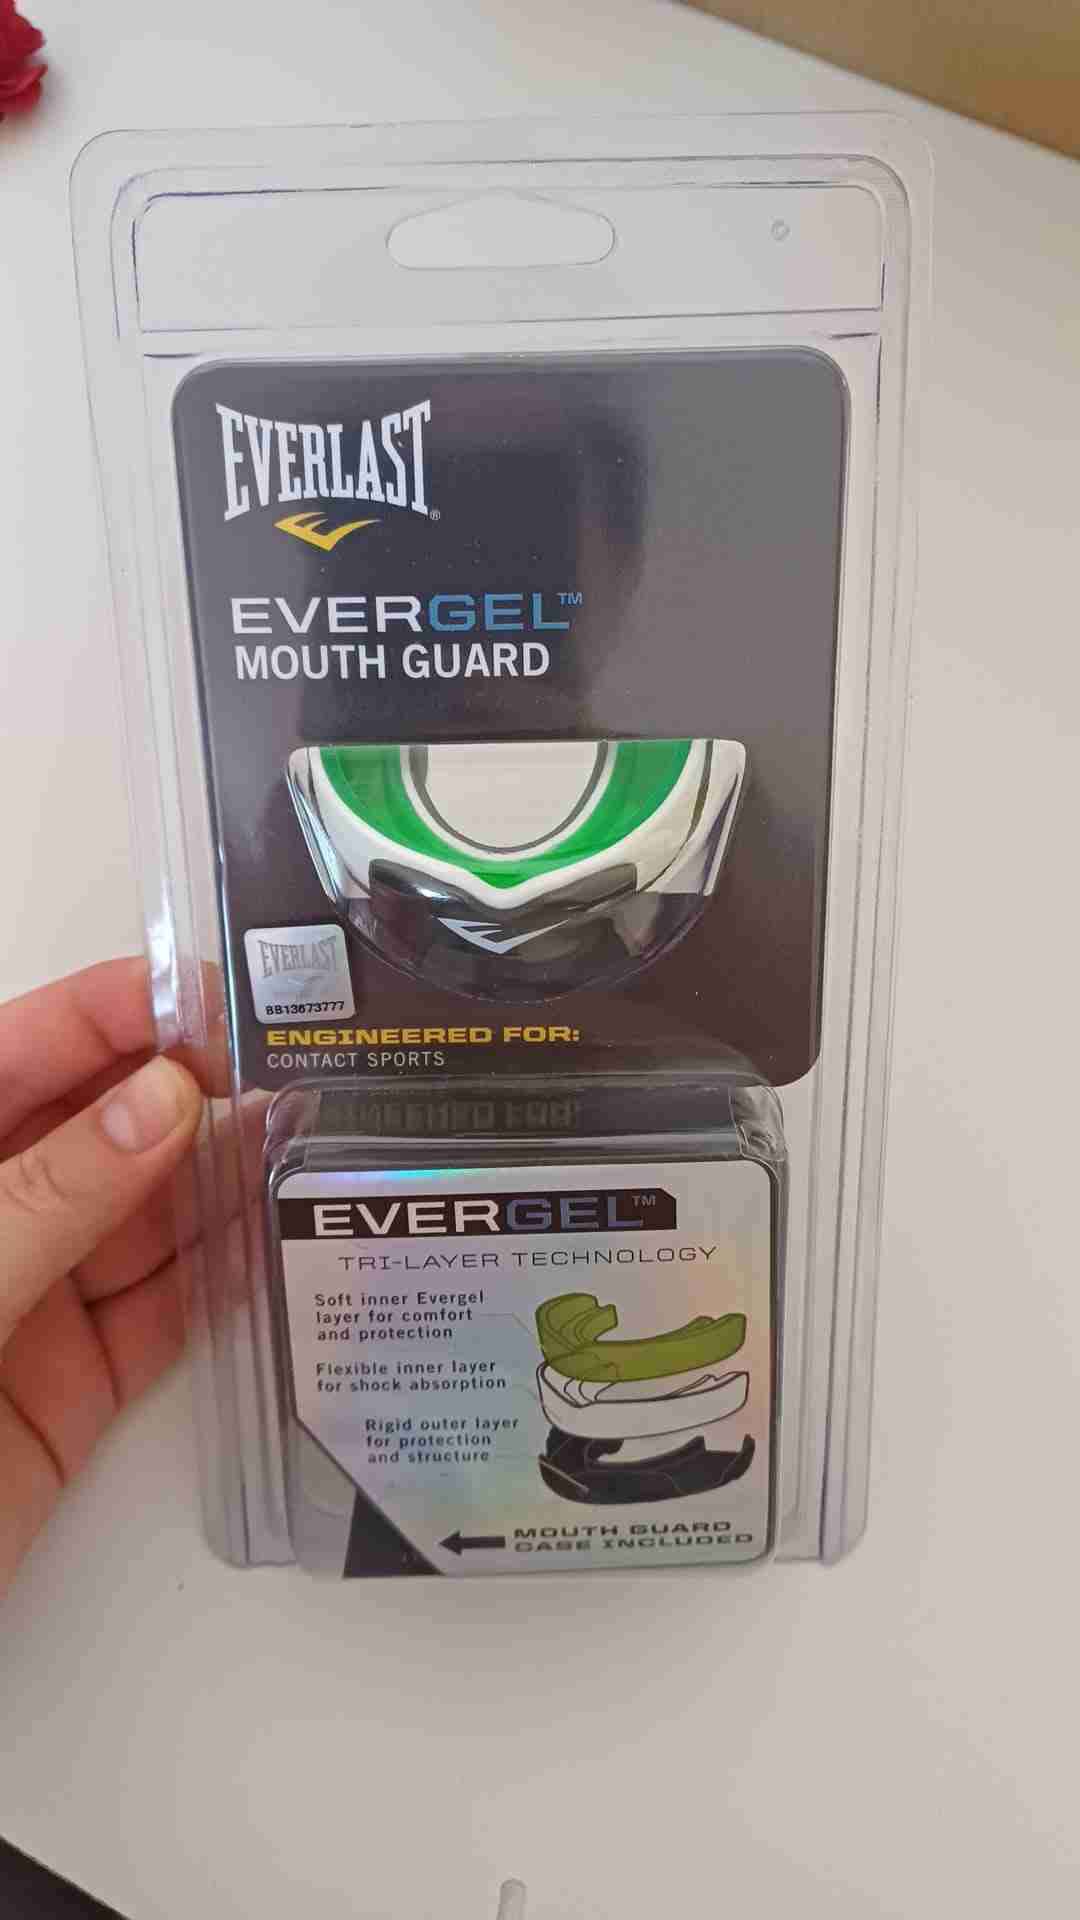 EVERLAST®
EVERGEL™
MOUTH GUARD
EVERLAST
BB13673777
ENGINEERED FOR:
CONTACT SPORTS
EVERGEL™
TRI-LAYER TECHNOLOGY
Soft inner Evergel
layer for comfort
and protection
Flexible inner layer
for shock absorption
Rigid outer layer
for protection
and structure
MOUTH GUARD
CASE INCLUDED